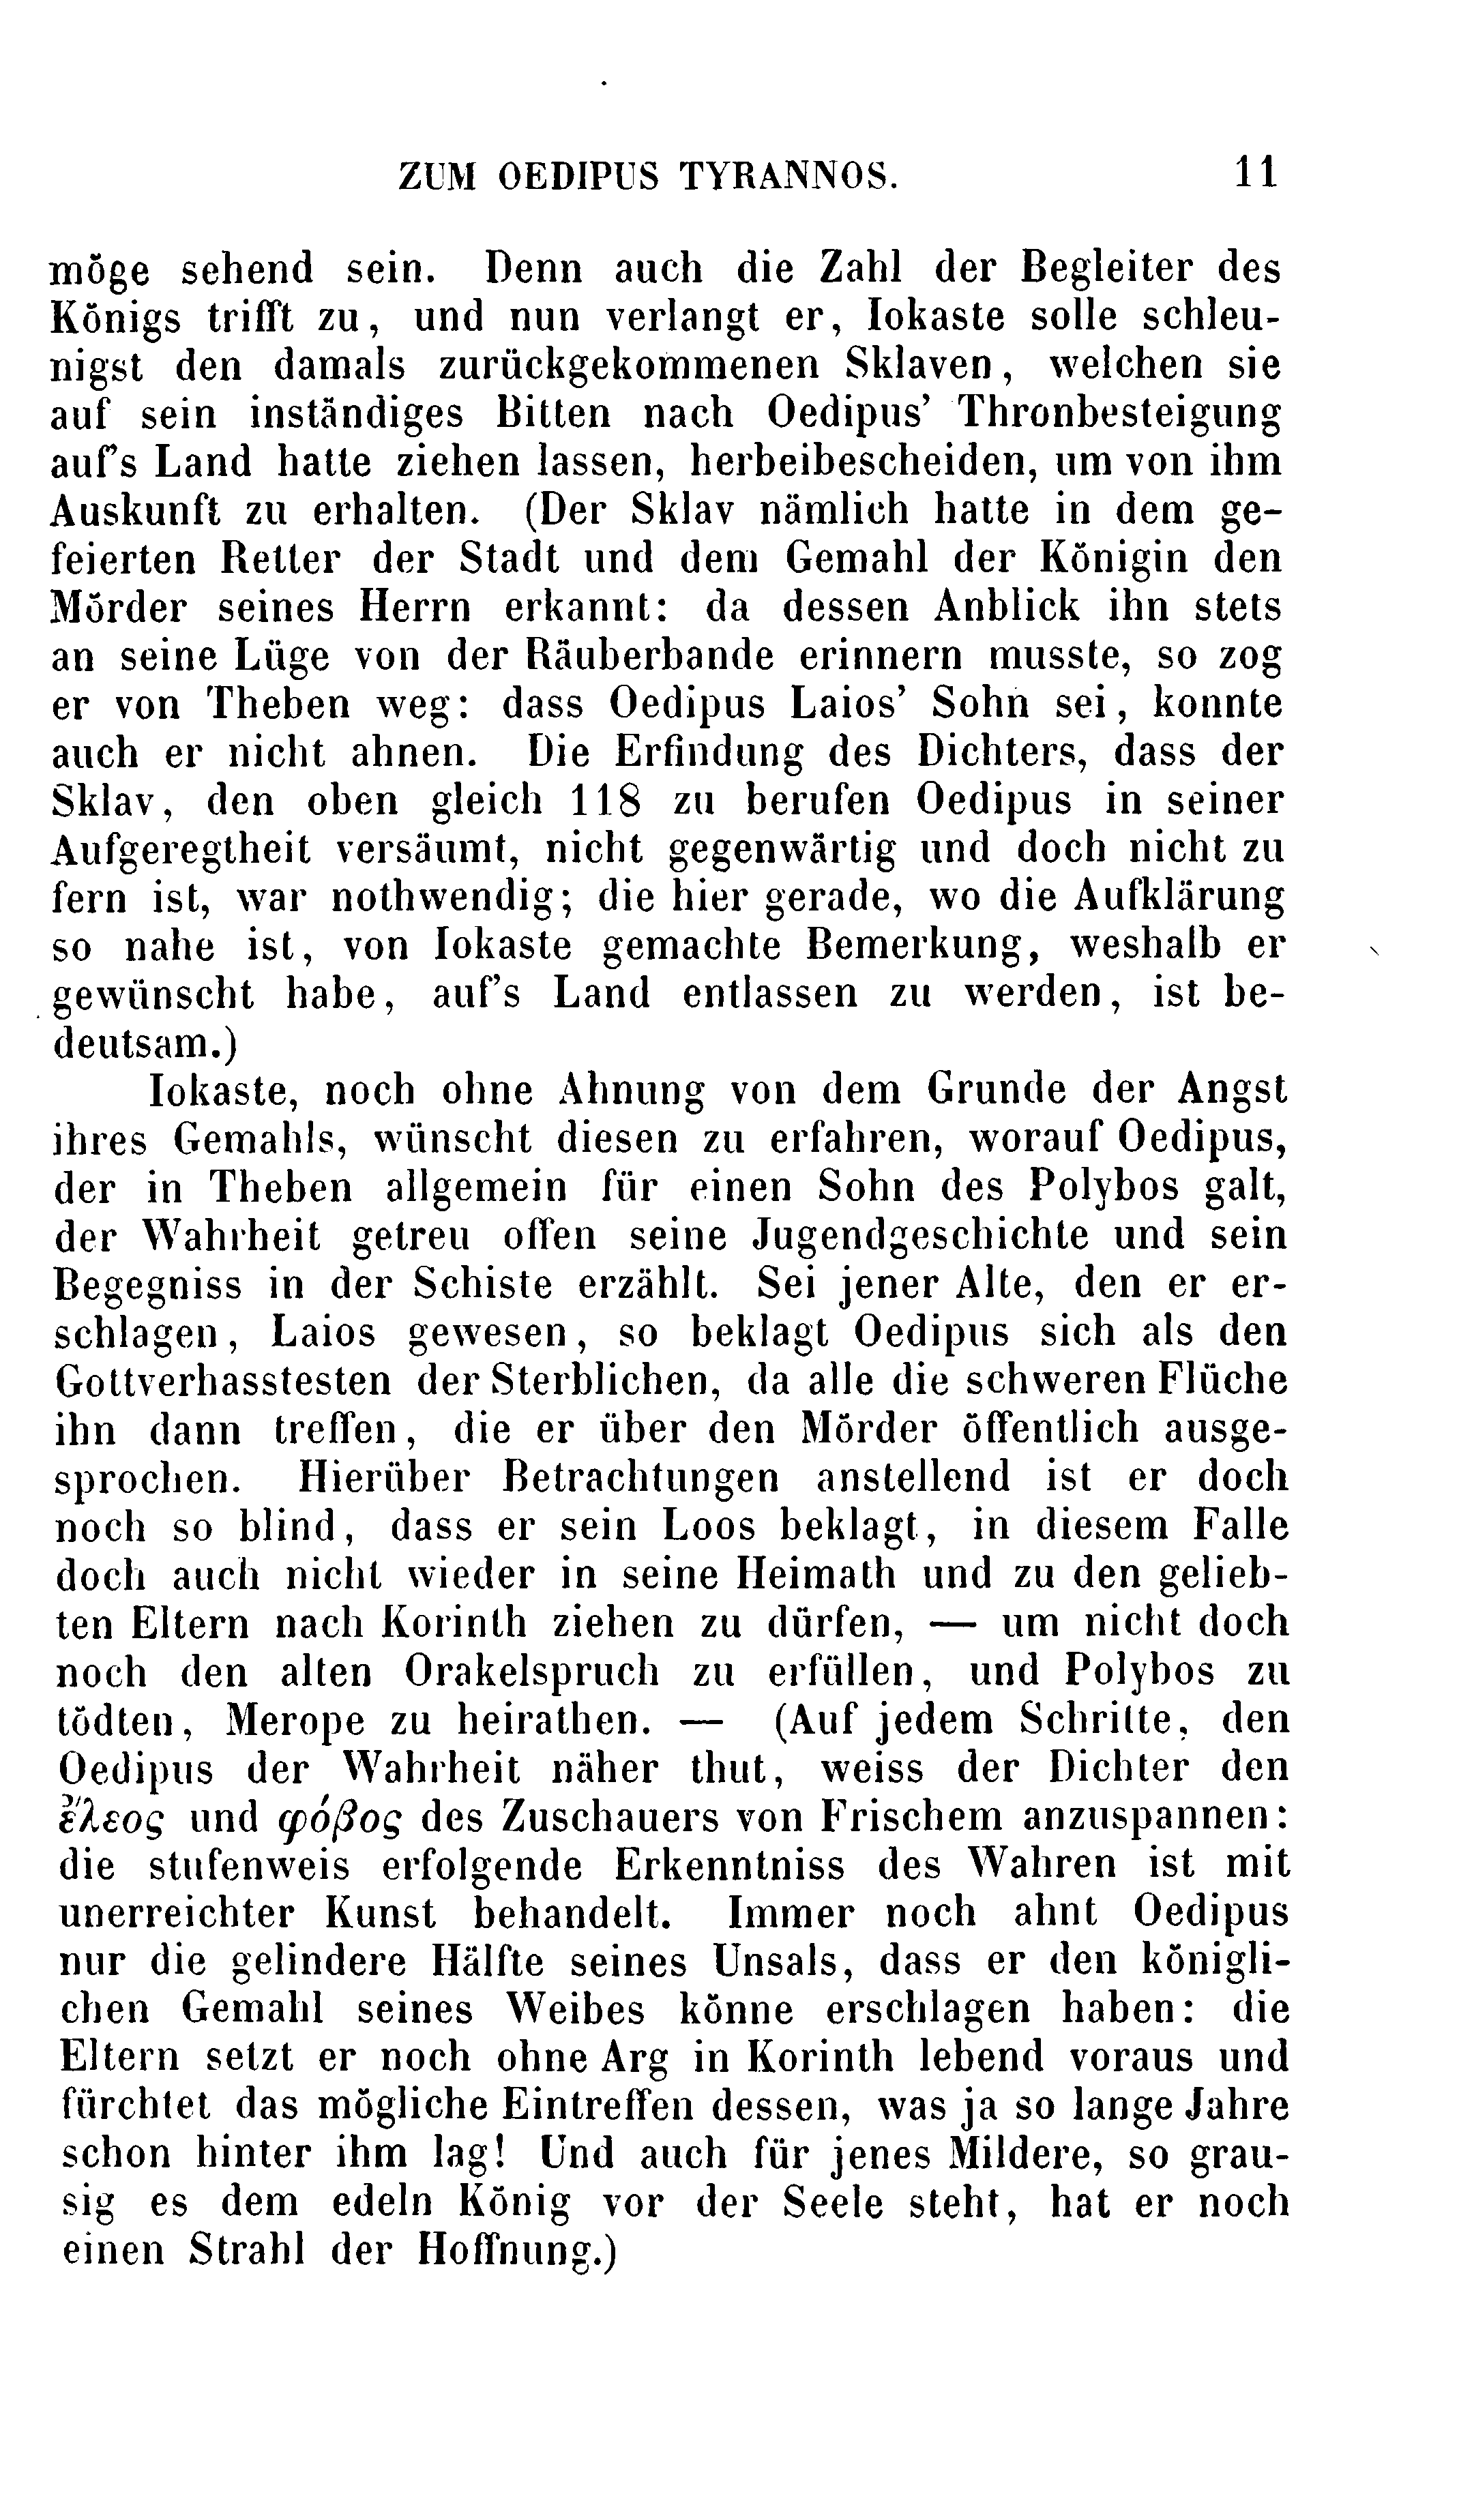 ZUM OEDIPUS TYRANNOS. 11
möge sehend sein. Denn auch die Zahl der Begleiter des
Königs trifft zu, und nun verlangt er, Iokaste solle schleu-
nigst den damals zurückgekommenen Sklaven, welchen sie
auf sein inständiges Bitten nach Oedipus' Thronbesteigung
auf's Land hatte ziehen lassen, herbeibescheiden, um von ihm
Auskunft zu erhalten. (Der Sklav nämlich hatte in dem ge-
feierten Retter der Stadt und dem Gemahl der Königin den
Mörder seines Herrn erkannt: da dessen Anblick ihn stets
an seine Lüge von der Räuberbande erinnern musste, so zog
er von Theben weg: dass Oedipus Laios' Sohn sei, konnte
auch er nicht ahnen. Die Erfindung des Dichters, dass der
Sklav, den oben gleich 118 zu berufen Oedipus in seiner
Aufgeregtheit versäumt, nicht gegenwärtig und doch nicht zu
fern ist, war nothwendig; die hier gerade, wo die Aufklärung
so nahe ist, von Iokaste gemachte Bemerkung, weshalb er
gewünscht habe, auf's Land entlassen zu werden, ist be-
deutsam.)
Iokaste, noch ohne Ahnung von dem Grunde der Angst
ihres Gemahls, wünscht diesen zu erfahren, worauf Oedipus,
der in Theben allgemein für einen Sohn des Polybos galt,
der Wahrheit getreu offen seine Jugendgeschichte und sein
Begegniss in der Schiste erzählt. Sei jener Alte, den er er-
schlagen, Laios gewesen, so beklagt Oedipus sich als den
Gottverhasstesten der Sterblichen, da alle die schweren Flüche
ihn dann treffen, die er über den Mörder öffentlich ausge-
sprochen. Hierüber Betrachtungen anstellend ist er doch
noch so blind, dass er sein Loos beklagt, in diesem Falle
doch auch nicht wieder in seine Heimath und zu den gelieb-
ten Eltern nach Korinth ziehen zu dürfen, — um nicht doch
noch den alten Orakelspruch zu erfüllen, und Polybos zu
tödten, Merope zu heirathen. — (Auf jedem Schritte, den
Oedipus der Wahrheit näher thut, weiss der Dichter den
ἔλεος und φόβος des Zuschauers von Frischem anzuspannen:
die stufenweis erfolgende Erkenntniss des Wahren ist mit
unerreichter Kunst behandelt. Immer noch ahnt Oedipus
nur die gelindere Hälfte seines Unsals, dass er den königli-
chen Gemahl seines Weibes könne erschlagen haben: die
Eltern setzt er noch ohne Arg in Korinth lebend voraus und
fürchtet das mögliche Eintreffen dessen, was ja so lange Jahre
schon hinter ihm lag! Und auch für jenes Mildere, so grau-
sig es dem edeln König vor der Seele steht, hat er noch
einen Strahl der Hoffnung.)